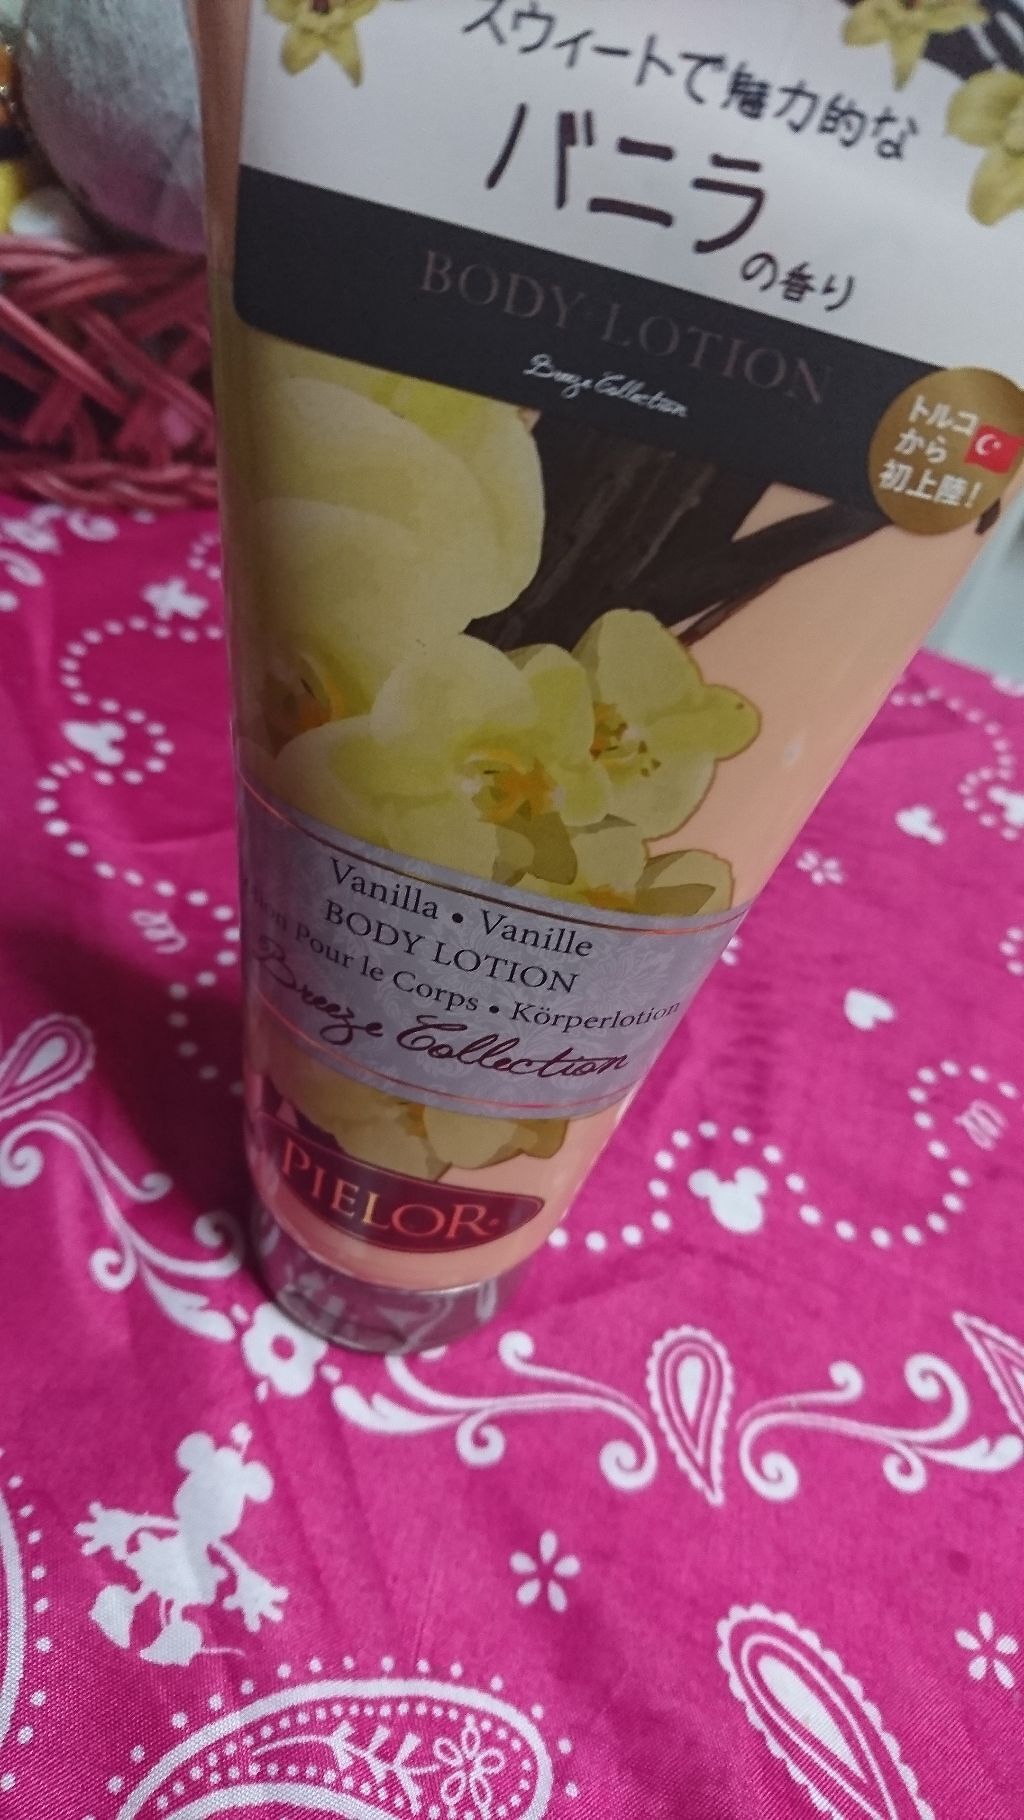 スウィートで魅力的な
バニラの香り
BODY LOTION
Breeze Collection
トルコ
から
初上陸!
Vanilla • Vanille
BODY LOTION
Pour le Corps • Körperlotion
Breeze Collection
PIELOR